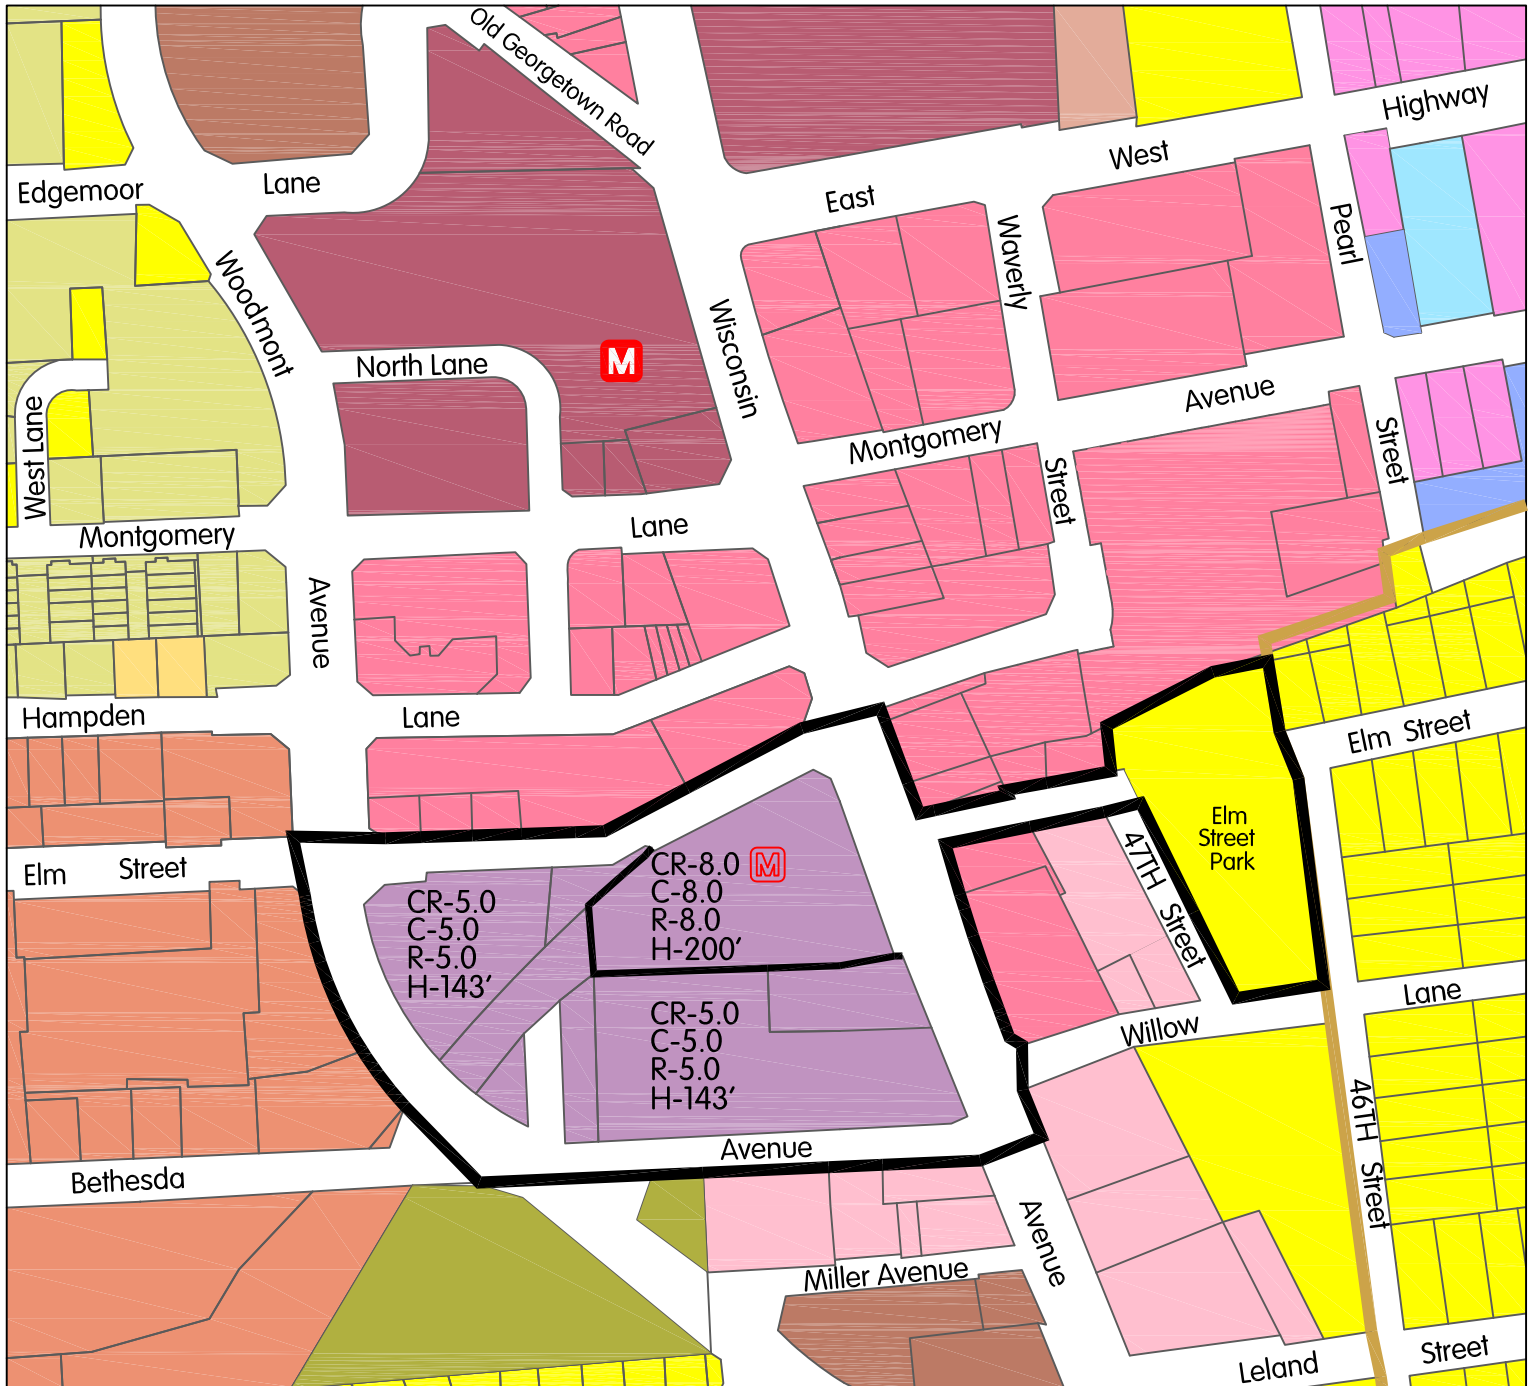 Old Georgetown Road
Highway
West
East
Edgemoor
Lane
Pearl
Waverly
Woodmont
Wisconsin
M
North Lane
West Lane
Avenue
Montgomery
Street
Street
Montgomery
Lane
Avenue
Hampden
Lane
Elm Street
Elm
Street
Park
47TH Street
Elm Street
CR-8.0 M
C-8.0
R-8.0
H-200′
CR-5.0
C-5.0
R-5.0
H-143′
CR-5.0
C-5.0
R-5.0
H-143′
Lane
Willow
46TH Street
Avenue
Bethesda
Avenue
Miller Avenue
Leland
Street